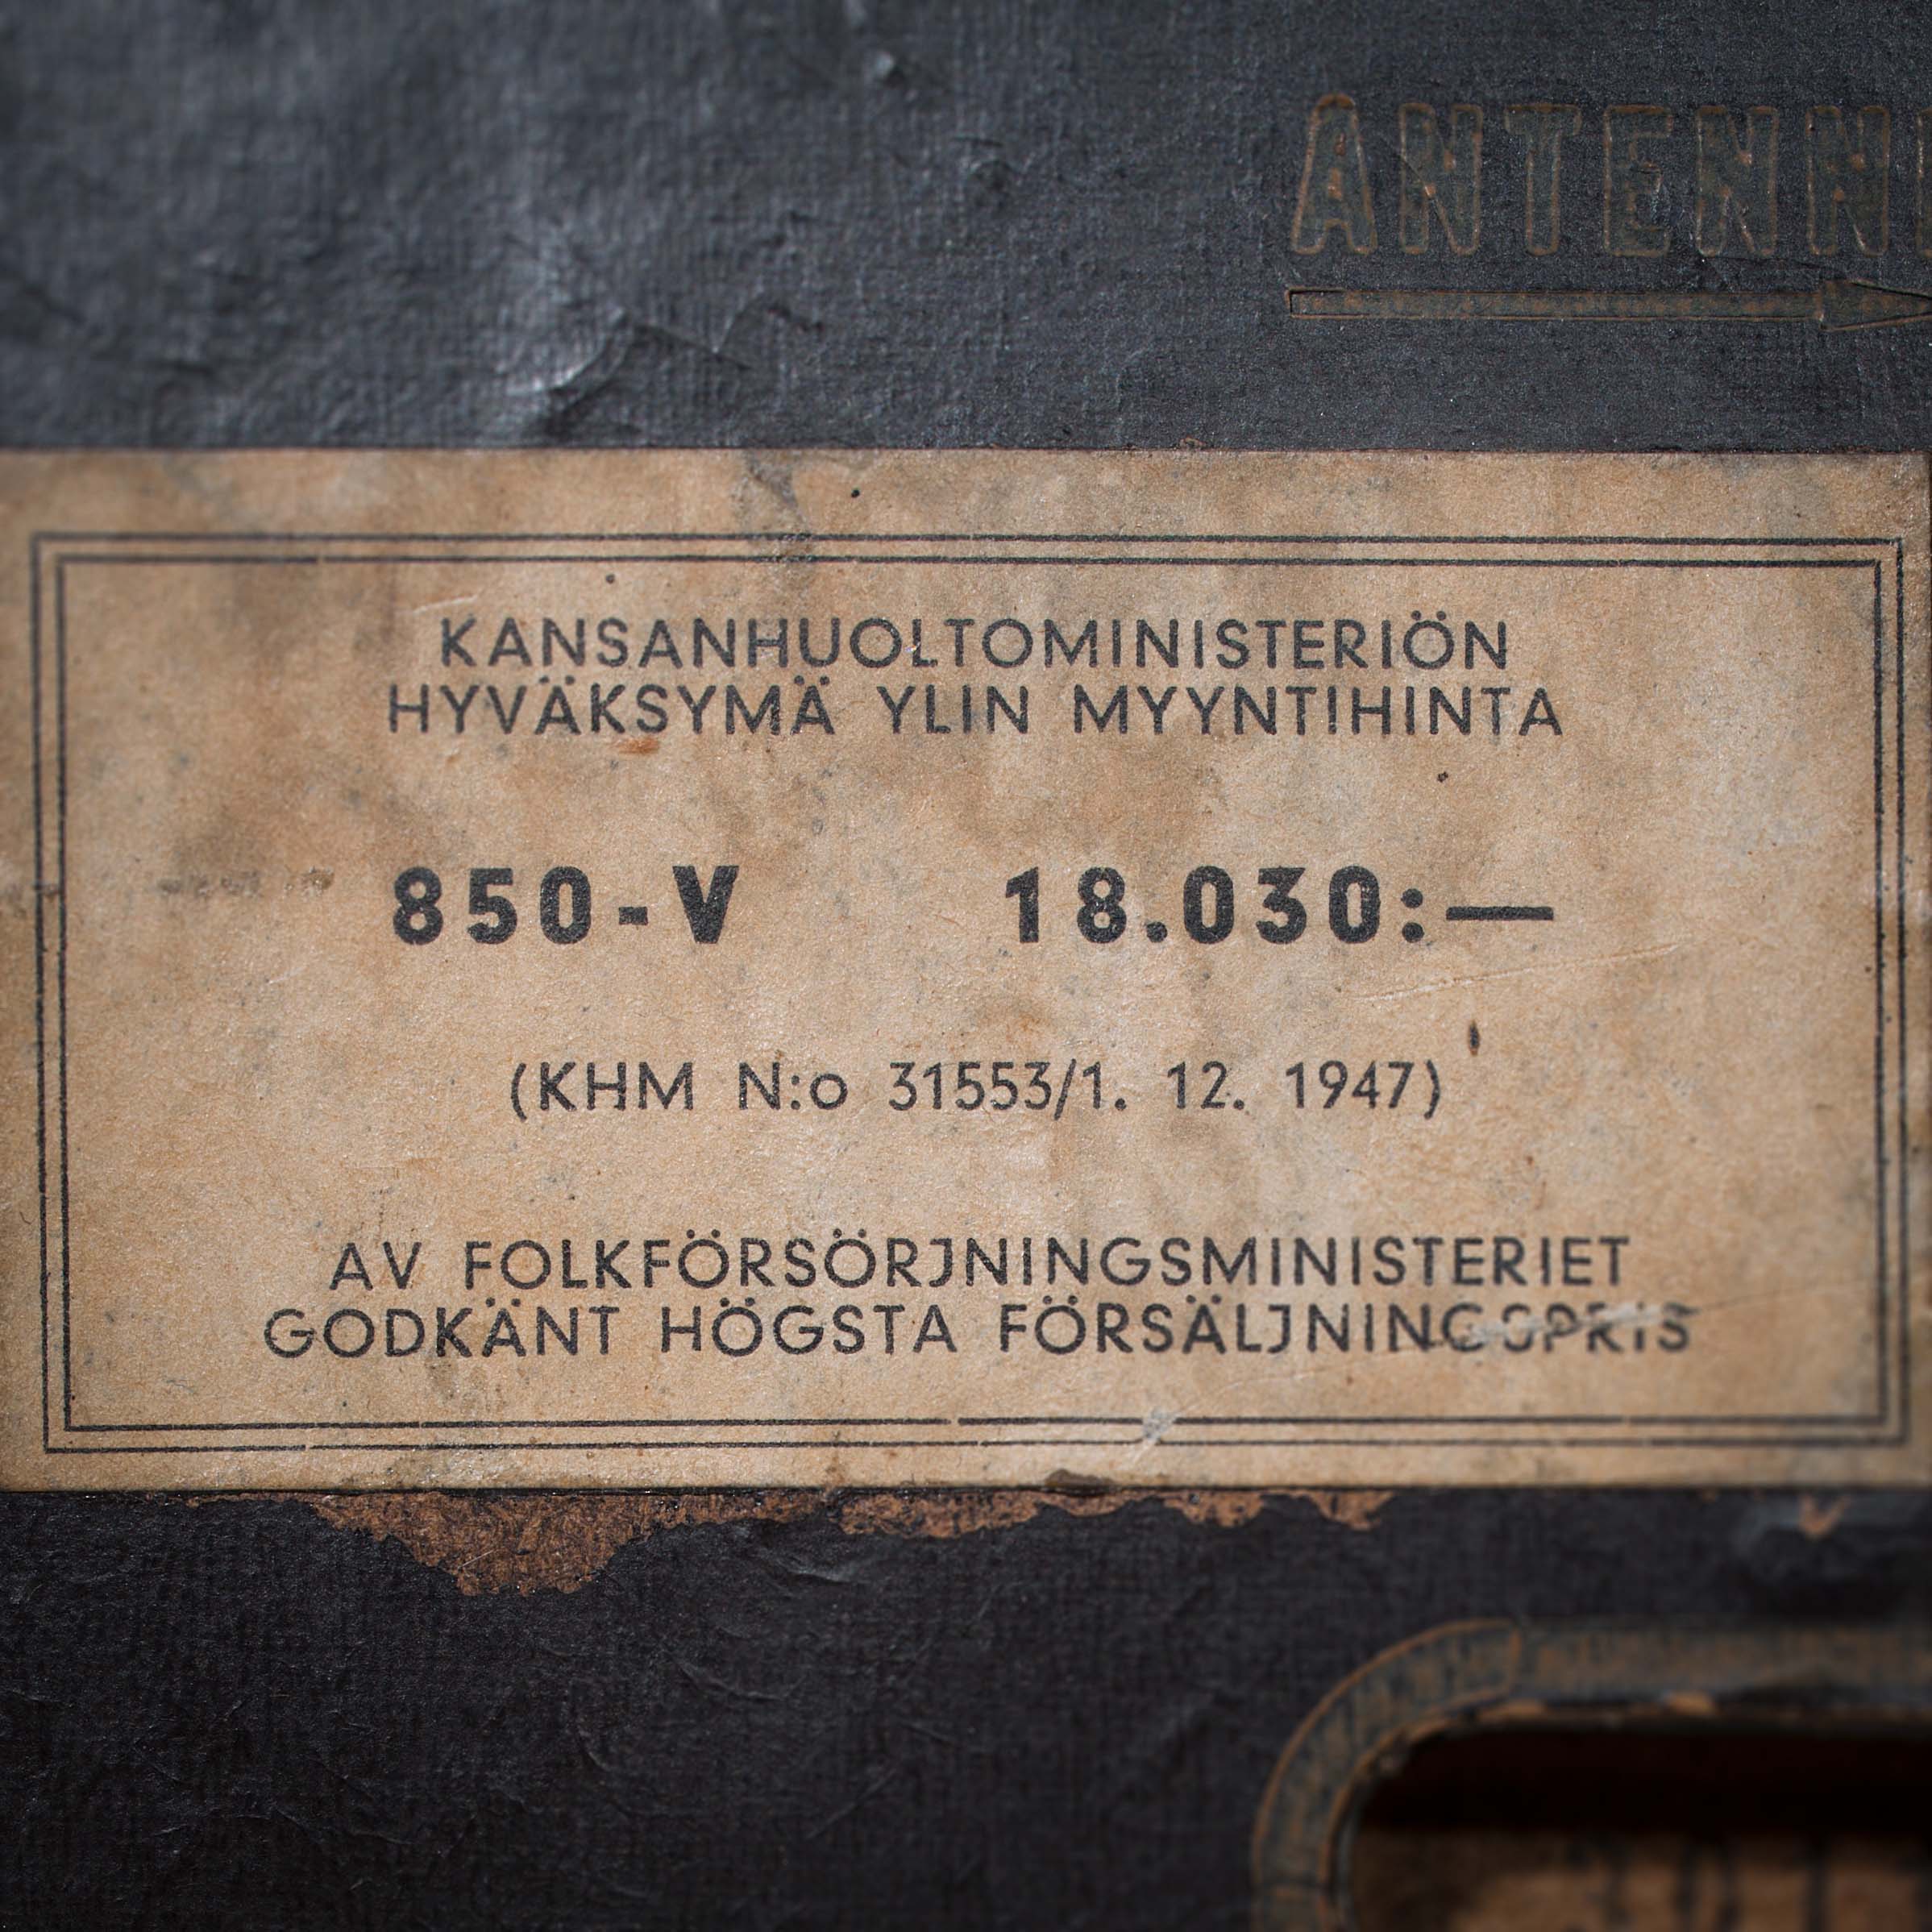 ANTENN
KANSANHUOLTOMINISTERIÖN
HYVÄKSYMÄ YLIN MYYNTIHINTA
850-V 18.030:—
(KHM N:o 31553/1. 12. 1947)
AV FOLKFÖRSÖRJNINGSMINISTERIET
GODKÄNT HÖGSTA FÖRSÄLJNINGSPRIS